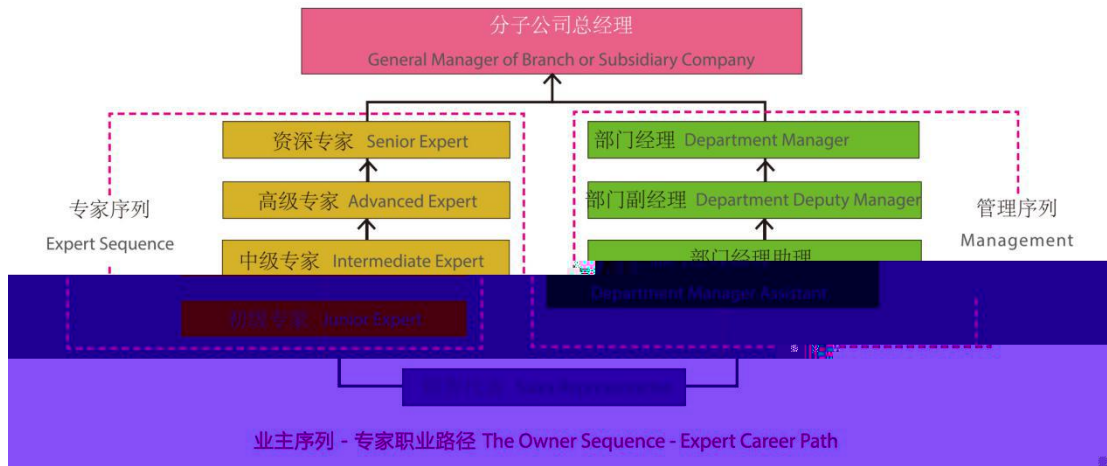 分子公司总经理
General Manager of Branch or Subsidiary Company
资深专家 Senior Expert
部门经理 Department Manager
高级专家 Advanced Expert
部门副经理 Department Deputy Manager
专家序列
Expert Sequence
管理序列
Management
中级专家 Intermediate Expert
部门经理助理
Department Manager Assistant
初级专家 Junior Expert
业主序列 - 专家职业路径 The Owner Sequence - Expert Career Path